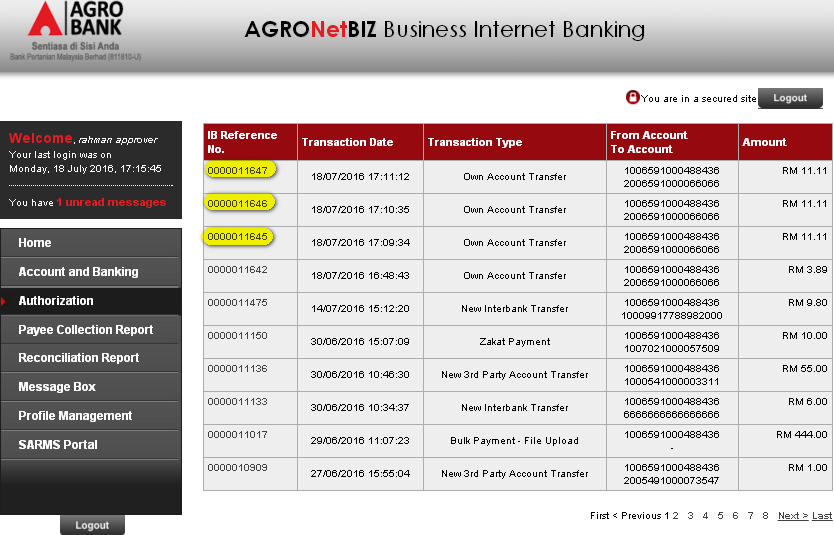 AGRO
BANK
Sentiasa di Sisi Anda
Bank Pertanian Malaysia Berhad (811810-U)
AGRONetBIZ Business Internet Banking
You are in a secured site
Logout
Welcome, rahman approver
Your last login was on
Monday, 18 July 2016, 17:15:45
You have 1 unread messages
Home
Account and Banking
Authorization
Payee Collection Report
Reconciliation Report
Message Box
Profile Management
SARMS Portal
Logout
IB Reference No. Transaction Date Transaction Type From Account To Account Amount
0000011647 18/07/2016 17:11:12 Own Account Transfer 1006591000488436 RM 11.11
2006591000066066
0000011646 18/07/2016 17:10:35 Own Account Transfer 1006591000488436 RM 11.11
2006591000066066
0000011645 18/07/2016 17:09:34 Own Account Transfer 1006591000488436 RM 11.11
2006591000066066
0000011642 18/07/2016 16:48:43 Own Account Transfer 1006591000488436 RM 3.89
2006591000066066
0000011475 14/07/2016 15:12:20 New Interbank Transfer 1006591000488436 RM 9.80
10009917788982000
0000011150 30/06/2016 15:07:09 Zakat Payment 1006591000488436 RM 10.00
1007021000057509
0000011136 30/06/2016 10:46:30 New 3rd Party Account Transfer 1006591000488436 RM 55.00
1000541000003311
0000011133 30/06/2016 10:34:37 New Interbank Transfer 1006591000488436 RM 6.00
6666666666666666
0000011017 29/06/2016 11:07:23 Bulk Payment - File Upload 1006591000488436 RM 444.00
-
0000010909 27/06/2016 15:55:04 New 3rd Party Account Transfer 1006591000488436 RM 1.00
2005491000073547
First < Previous 1 2 3 4 5 6 7 8 Next > Last